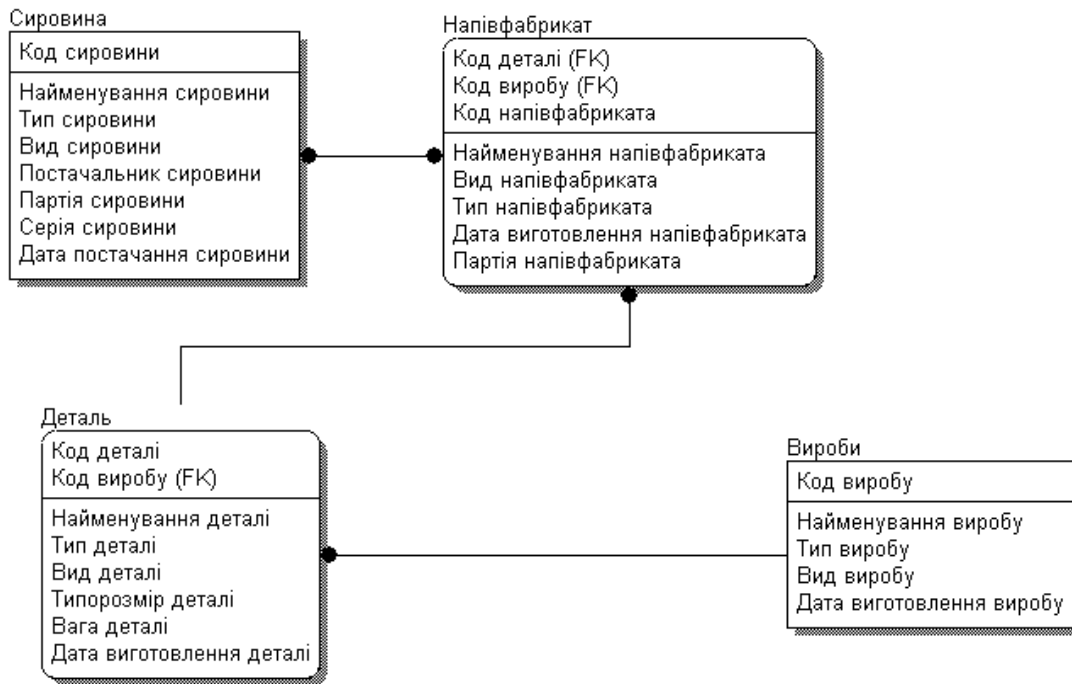 Сировина
Код сировини
Найменування сировини
Тип сировини
Вид сировини
Постачальник сировини
Партія сировини
Серія сировини
Дата постачання сировини
Напівфабрикат
Код деталі (FK)
Код виробу (FK)
Код напівфабриката
Найменування напівфабриката
Вид напівфабриката
Тип напівфабриката
Дата виготовлення напівфабриката
Партія напівфабриката
Деталь
Код деталі
Код виробу (FK)
Найменування деталі
Тип деталі
Вид деталі
Типорозмір деталі
Вага деталі
Дата виготовлення деталі
Вироби
Код виробу
Найменування виробу
Тип виробу
Вид виробу
Дата виготовлення виробу